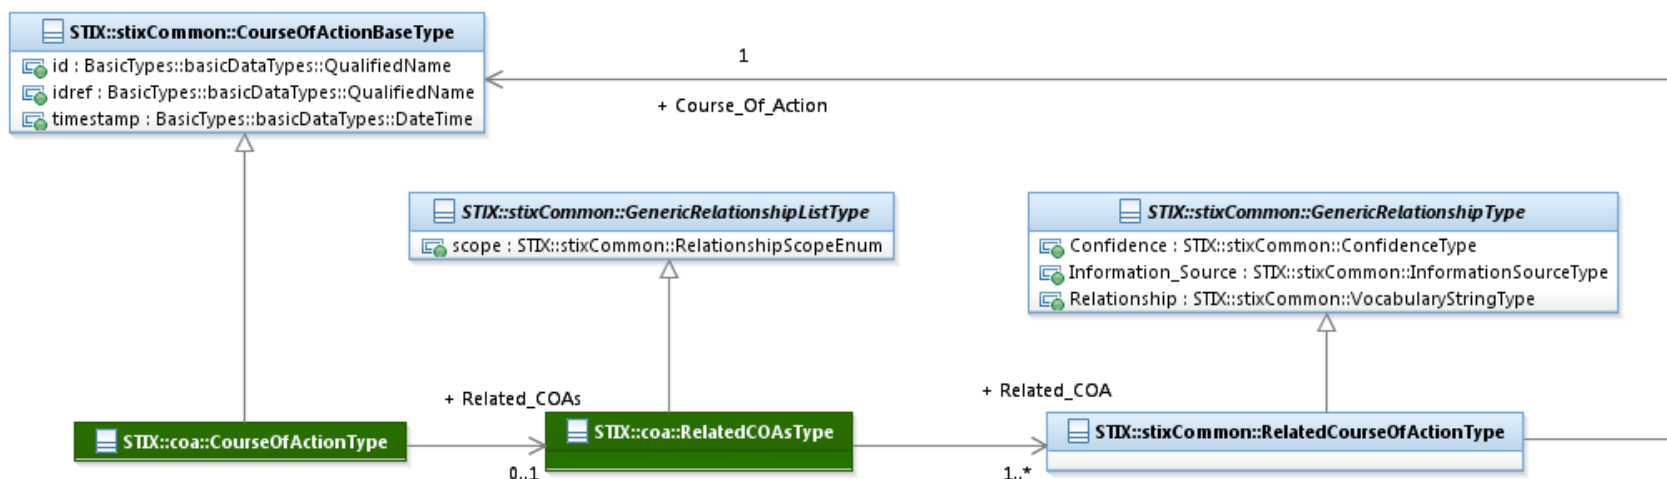 STIX::stixCommon::CourseOfActionBaseType
id : BasicTypes::basicDataTypes::QualifiedName
idref : BasicTypes::basicDataTypes::QualifiedName
timestamp : BasicTypes::basicDataTypes::DateTime
1
+ Course_Of_Action
STIX::stixCommon::GenericRelationshipListType
scope : STIX::stixCommon::RelationshipScopeEnum
STIX::stixCommon::GenericRelationshipType
Confidence : STIX::stixCommon::ConfidenceType
Information_Source : STIX::stixCommon::InformationSourceType
Relationship : STIX::stixCommon::VocabularyStringType
+ Related_COAs
+ Related_COA
STIX::coa::CourseOfActionType
STIX::coa::RelatedCOAsType
STIX::stixCommon::RelatedCourseOfActionType
0..1
1..*